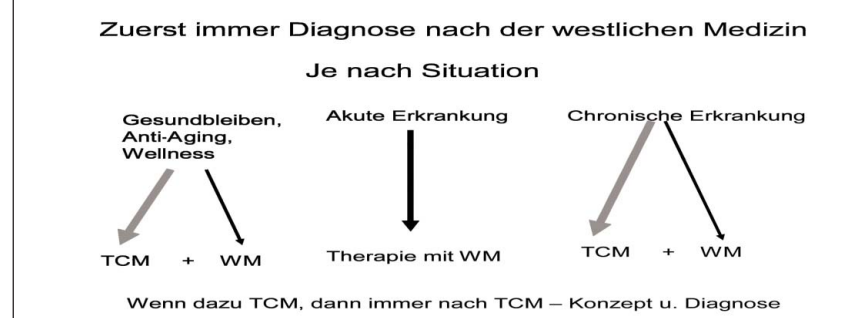 Zuerst immer Diagnose nach der westlichen Medizin
Je nach Situation
Gesundbleiben,
Anti-Aging,
Wellness
Akute Erkrankung
Chronische Erkrankung
TCM + WM
Therapie mit WM
TCM + WM
Wenn dazu TCM, dann immer nach TCM – Konzept u. Diagnose